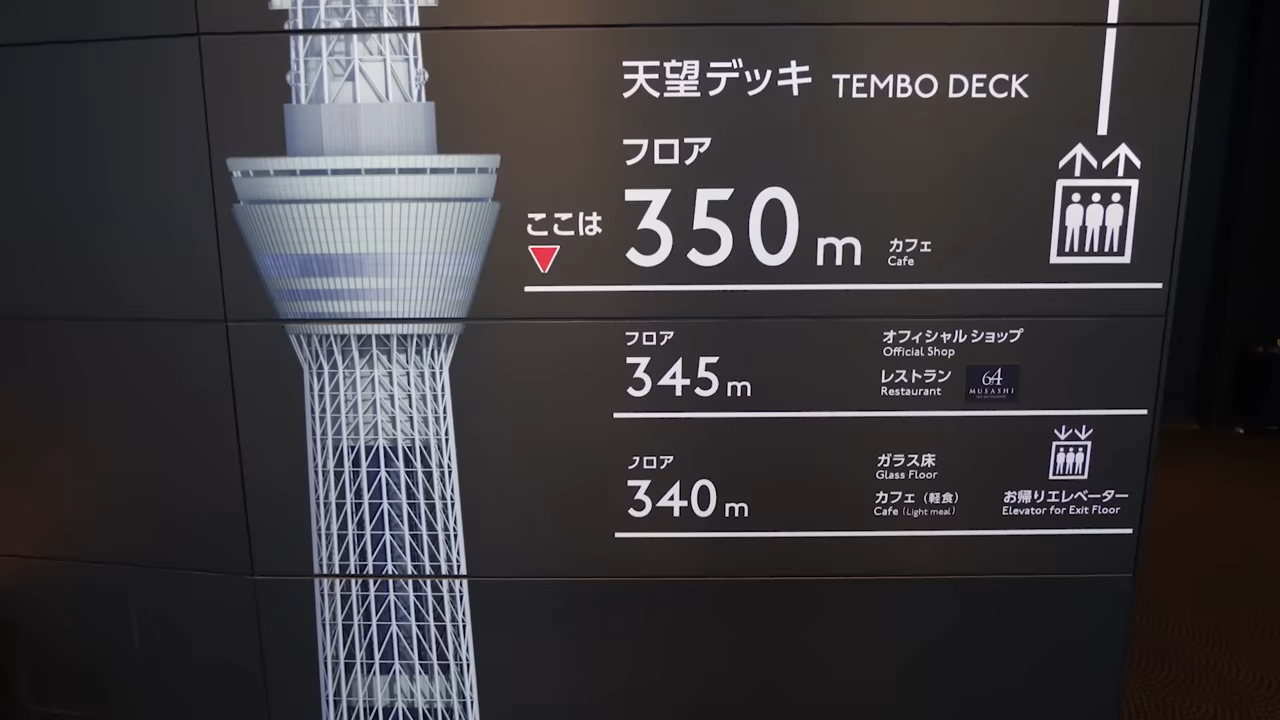 天望デッキ TEMBO DECK
フロア
ここは
350 m
カフェ
Cafe
フロア
345 m
オフィシャル ショップ
Official Shop
レストラン
Restaurant
634
MUSASHI
フロア
340 m
ガラス床
Glass Floor
カフェ（軽食）
Cafe (Light meal)
お帰りエレベーター
Elevator for Exit Floor